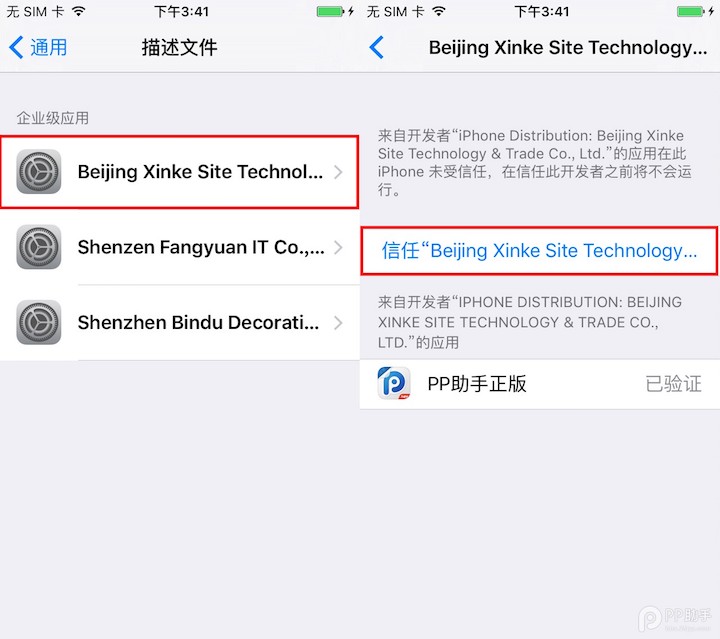 无 SIM 卡 下午3:41
通用 描述文件
企业级应用
Beijing Xinke Site Technol...
Shenzen Fangyuan IT Co.,...
Shenzhen Bindu Decorati...
无 SIM 卡 下午3:41
Beijing Xinke Site Technology...
来自开发者“iPhone Distribution: Beijing Xinke
Site Technology & Trade Co., Ltd.”的应用在此
iPhone 未受信任，在信任此开发者之前将不会运
行。
信任“Beijing Xinke Site Technology...
来自开发者“IPHONE DISTRIBUTION: BEIJING
XINKE SITE TECHNOLOGY & TRADE CO.,
LTD.”的应用
PP助手正版 已验证
PP助手